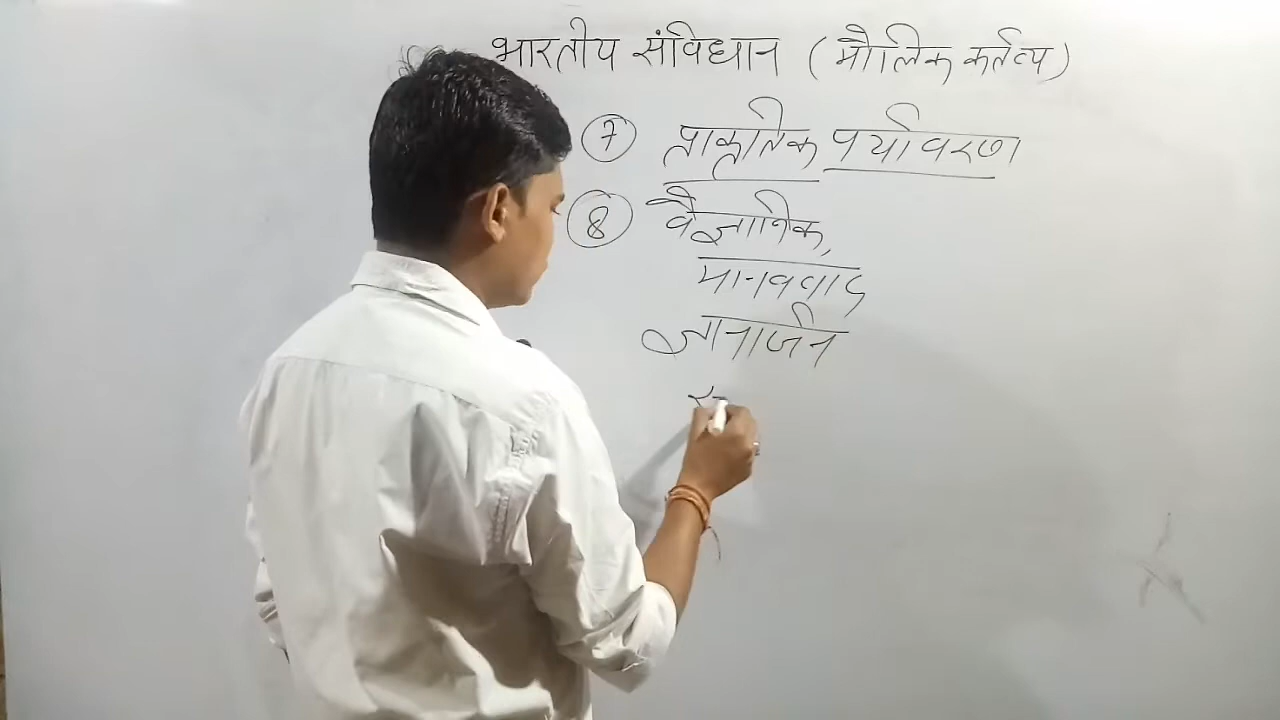 भारतीय संविधान (मौलिक कर्तव्य)
7 प्राकृतिक पर्यावरण
8 वैज्ञानिक,
मानववाद
ज्ञानार्जन